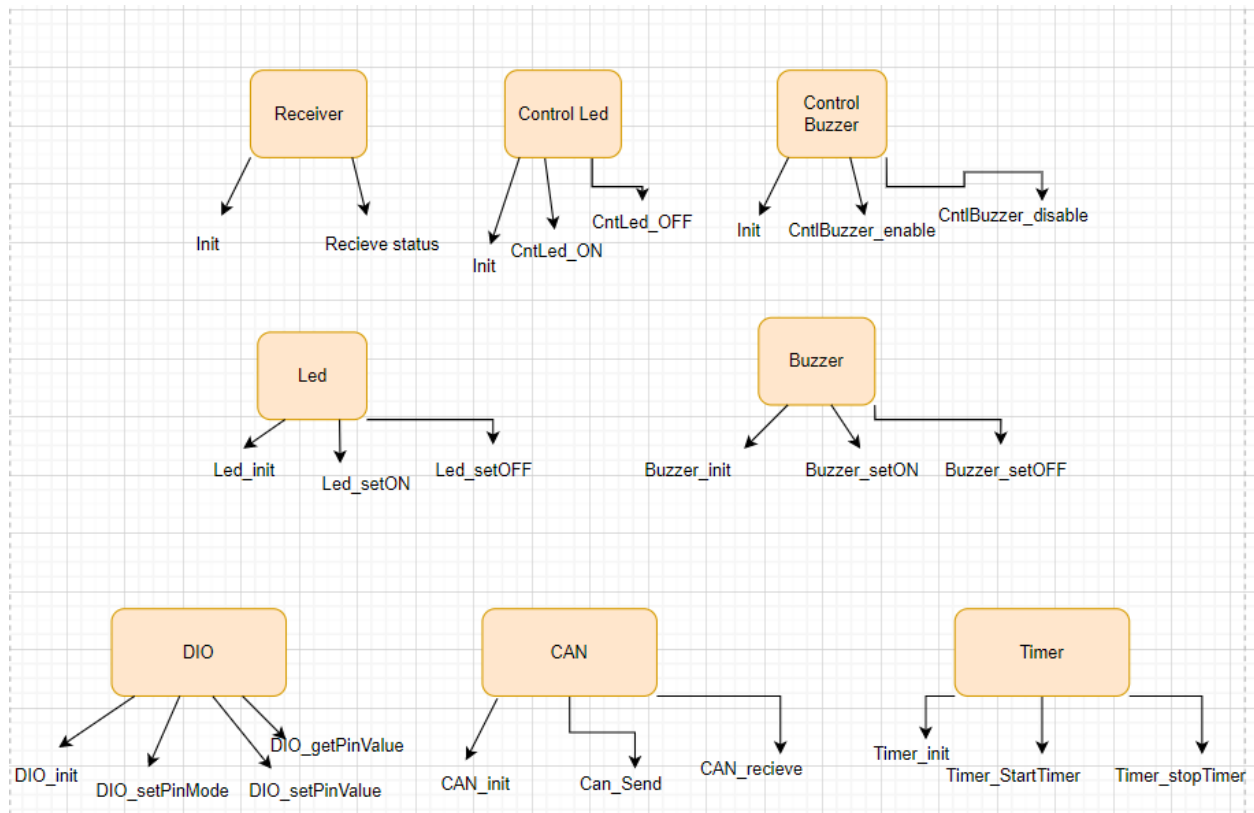 Receiver
Control Led
Control
Buzzer
Init
Recieve status
Init
CntLed_ON
CntLed_OFF
Init
CntlBuzzer_enable
CntlBuzzer_disable
Led
Buzzer
Led_init
Led_setON
Led_setOFF
Buzzer_init
Buzzer_setON
Buzzer_setOFF
DIO
CAN
Timer
DIO_init
DIO_setPinMode
DIO_setPinValue
DIO_getPinValue
CAN_init
Can_Send
CAN_recieve
Timer_init
Timer_StartTimer
Timer_stopTimer